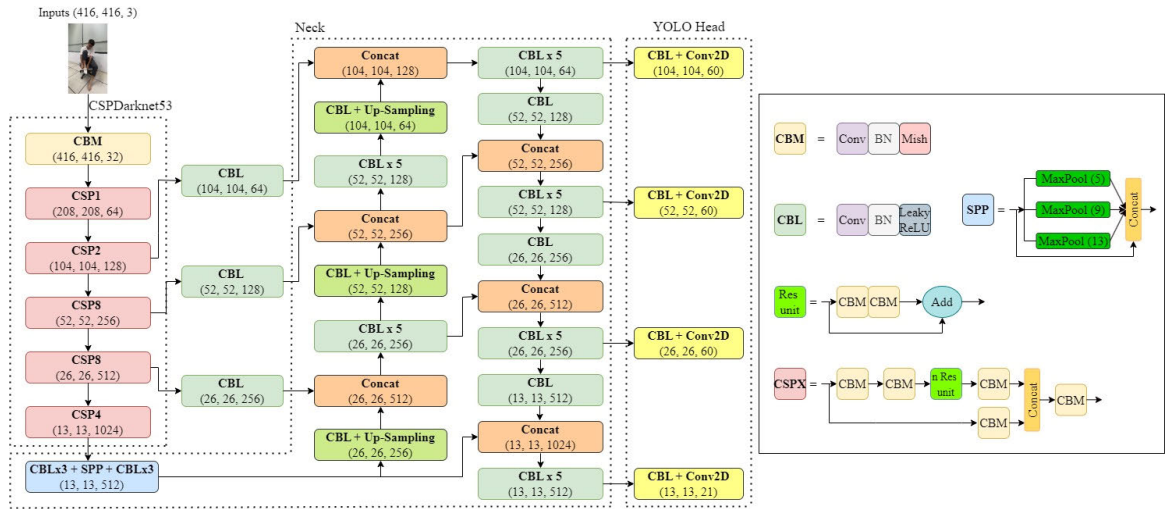 Inputs (416, 416, 3)
CSPDarknet53
CBM
(416, 416, 32)
CSP1
(208, 208, 64)
CSP2
(104, 104, 128)
CSP8
(52, 52, 256)
CSP8
(26, 26, 512)
CSP4
(13, 13, 1024)
CBLx3 + SPP + CBLx3
(13, 13, 512)
CBL
(104, 104, 64)
CBL
(52, 52, 128)
CBL
(26, 26, 256)
Neck
Concat
(104, 104, 128)
CBL + Up-Sampling
(104, 104, 64)
CBL x 5
(52, 52, 128)
Concat
(52, 52, 256)
CBL + Up-Sampling
(52, 52, 128)
CBL x 5
(26, 26, 256)
Concat
(26, 26, 512)
CBL + Up-Sampling
(26, 26, 256)
CBL x 5
(104, 104, 64)
CBL
(52, 52, 128)
Concat
(52, 52, 256)
CBL x 5
(52, 52, 128)
CBL
(26, 26, 256)
Concat
(26, 26, 512)
CBL x 5
(26, 26, 256)
CBL
(13, 13, 512)
Concat
(13, 13, 1024)
CBL x 5
(13, 13, 512)
YOLO Head
CBL + Conv2D
(104, 104, 60)
CBL + Conv2D
(52, 52, 60)
CBL + Conv2D
(26, 26, 60)
CBL + Conv2D
(13, 13, 21)
CBM = Conv BN Mish
CBL = Conv BN Leaky
ReLU
SPP =
MaxPool (5)
MaxPool (9)
MaxPool (13)
Concat
Res
unit
= CBM CBM Add
CSPX = CBM CBM n Res
unit
CBM
CBM
Concat
CBM